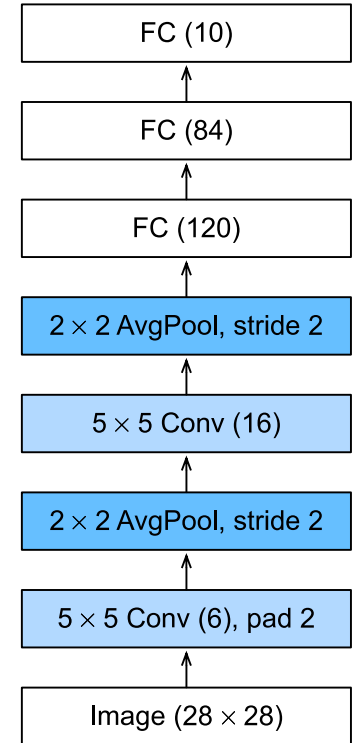 FC (10)
FC (84)
FC (120)
2 × 2 AvgPool, stride 2
5 × 5 Conv (16)
2 × 2 AvgPool, stride 2
5 × 5 Conv (6), pad 2
Image (28 × 28)